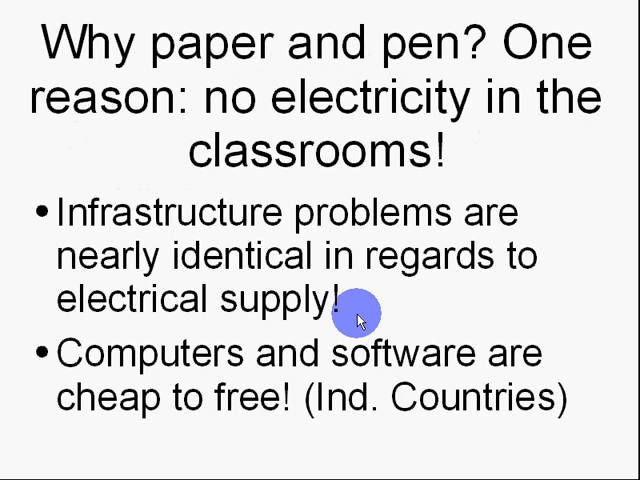 Why paper and pen? One
reason: no electricity in the
classrooms!
•Infrastructure problems are
nearly identical in regards to
electrical supply!
•Computers and software are
cheap to free! (Ind. Countries)